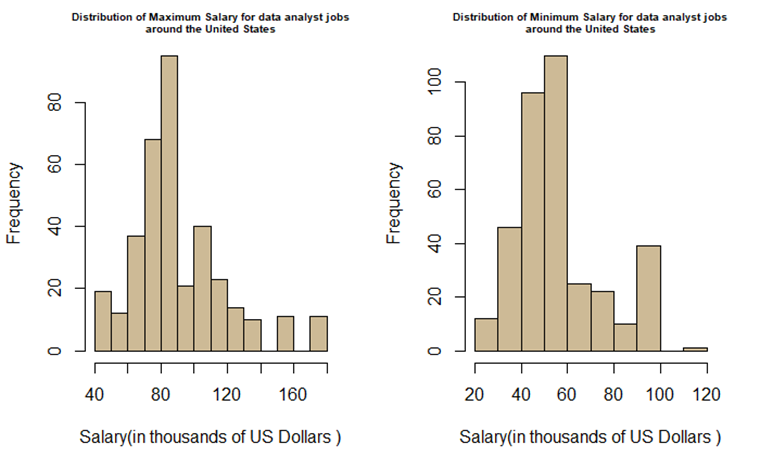 Distribution of Maximum Salary for data analyst jobs
around the United States
80
60
40
20
0
Frequency
40 80 120 160
Salary(in thousands of US Dollars )
Distribution of Minimum Salary for data analyst jobs
around the United States
100
80
60
40
20
0
Frequency
20 40 60 80 100 120
Salary(in thousands of US Dollars )